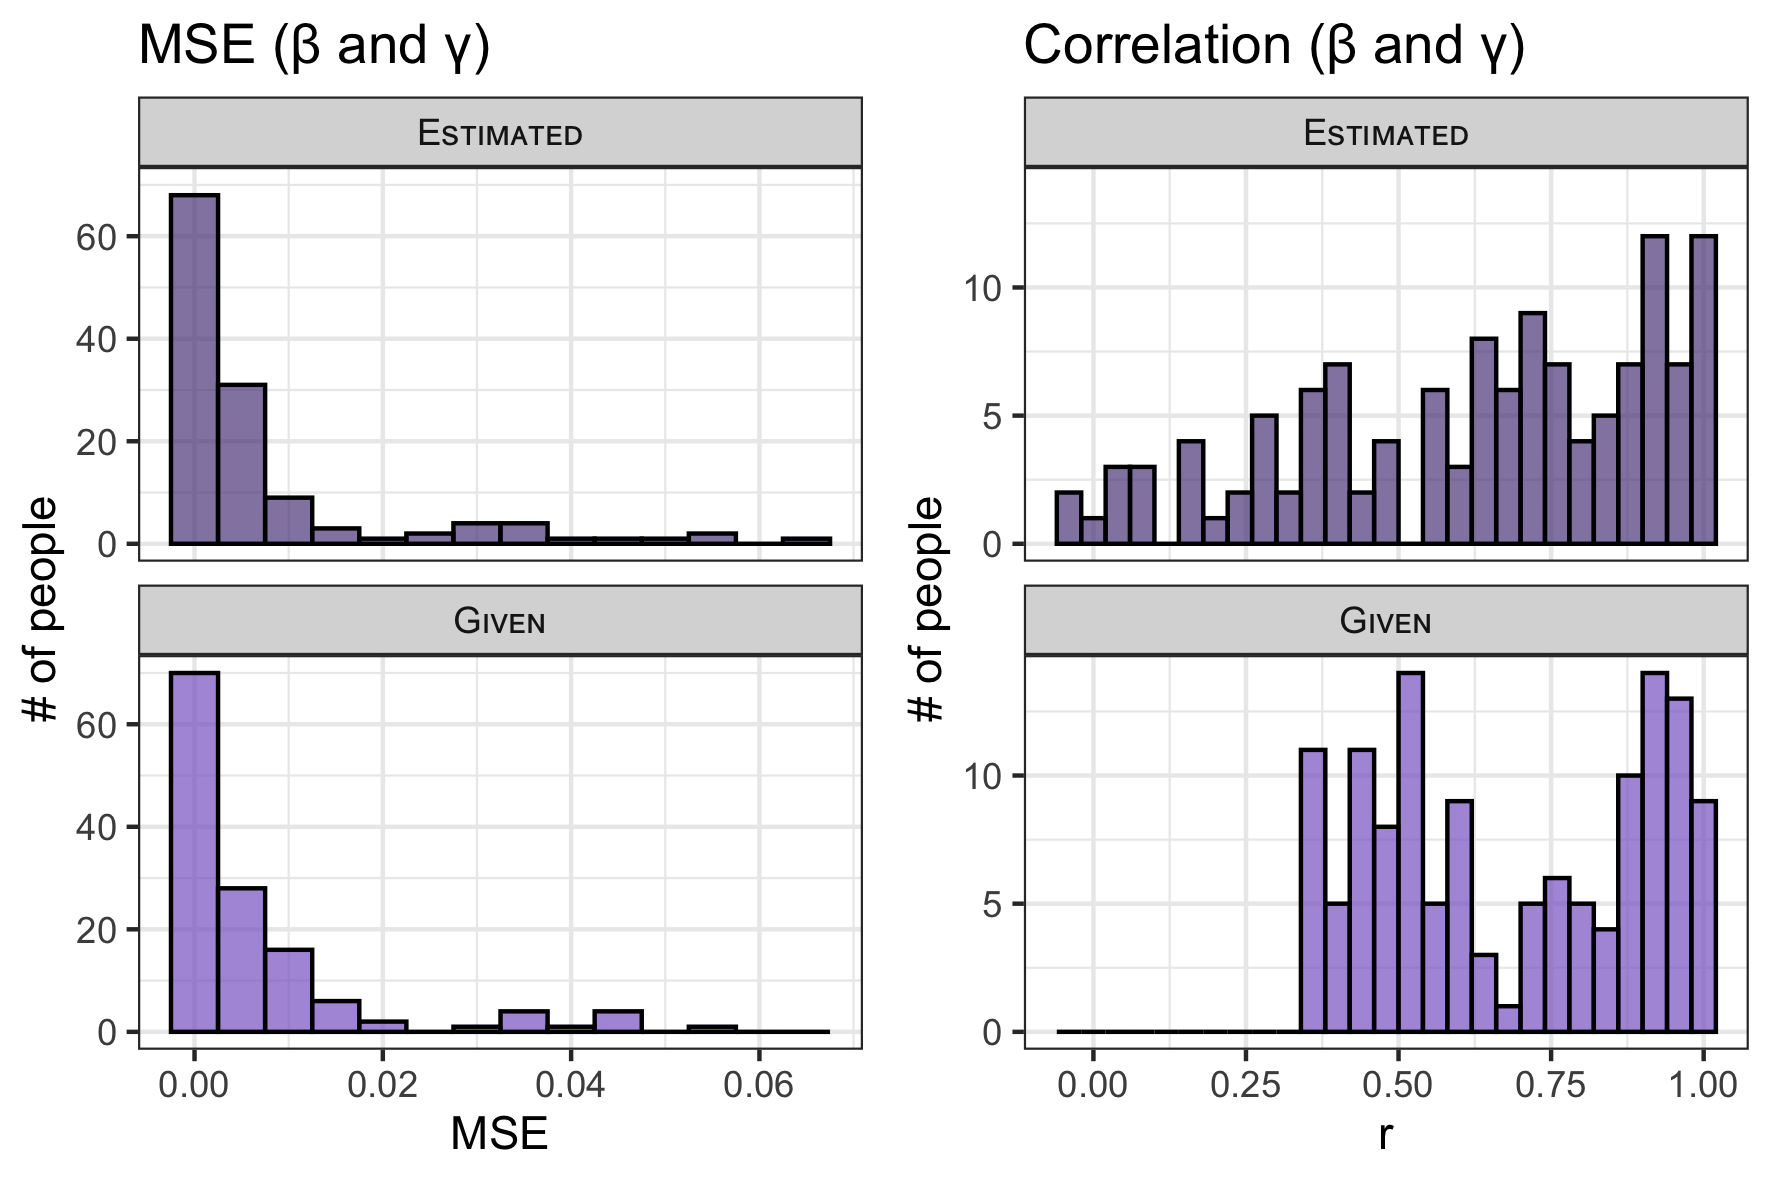 MSE (β and γ)
Estimated
60
40
20
0
Given
60
40
20
0
# of people
0.00 0.02 0.04 0.06
MSE
Correlation (β and γ)
Estimated
10
5
0
Given
10
5
0
# of people
0.00 0.25 0.50 0.75 1.00
r